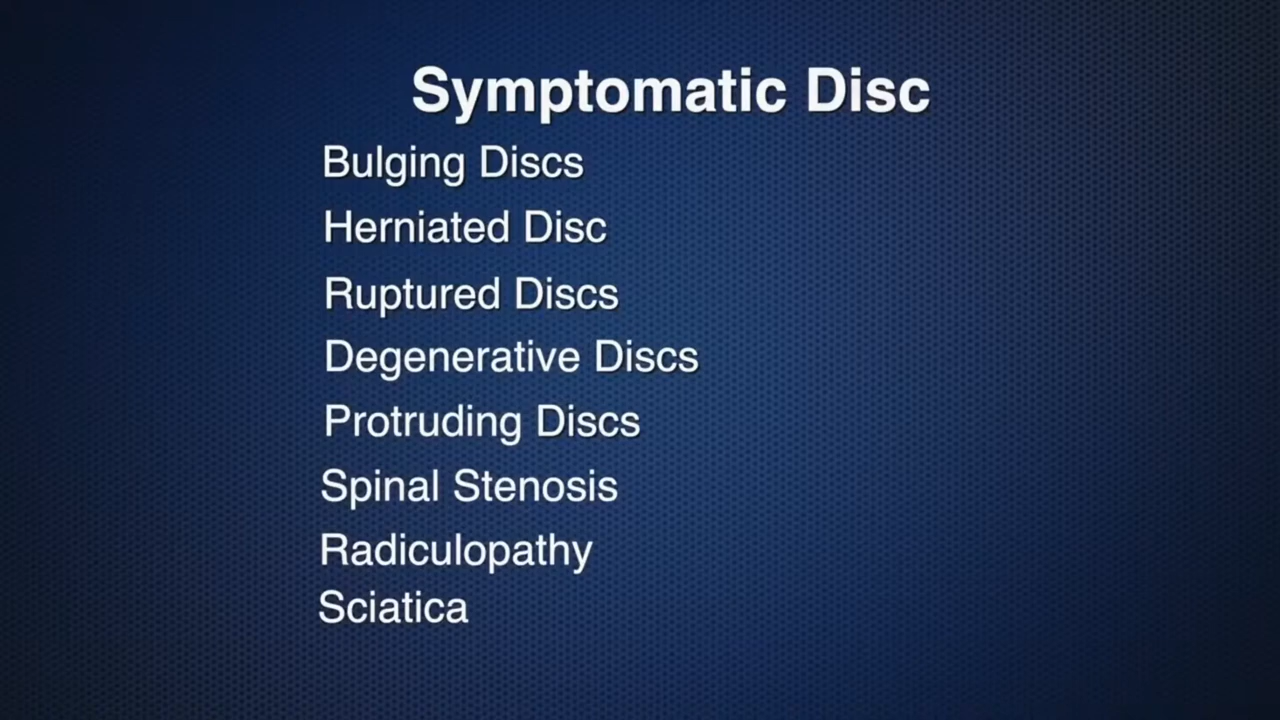 Symptomatic Disc
Bulging Discs
Herniated Disc
Ruptured Discs
Degenerative Discs
Protruding Discs
Spinal Stenosis
Radiculopathy
Sciatica